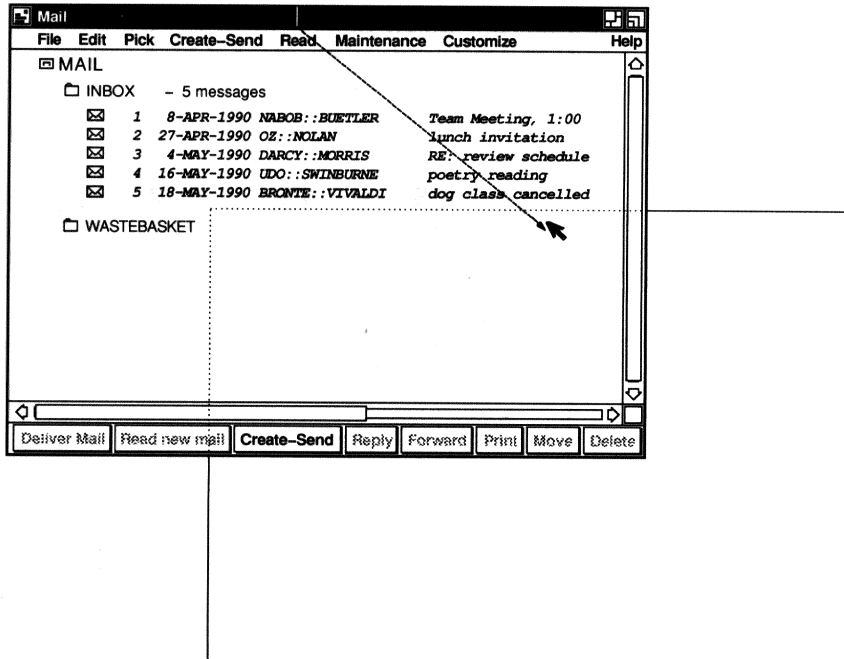 Mail
File Edit Pick Create-Send Read Maintenance Customize Help
MAIL
INBOX - 5 messages
1 8-APR-1990 NABOB::BUETLER Team Meeting, 1:00
2 27-APR-1990 OZ::NOLAN lunch invitation
3 4-MAY-1990 DARCY::MORRIS RE: review schedule
4 16-MAY-1990 UDO::SWINBURNE poetry reading
5 18-MAY-1990 BRONTE::VIVALDI dog class cancelled
WASTEBASKET
Deliver Mail Read new mail Create-Send Reply Forward Print Move Delete